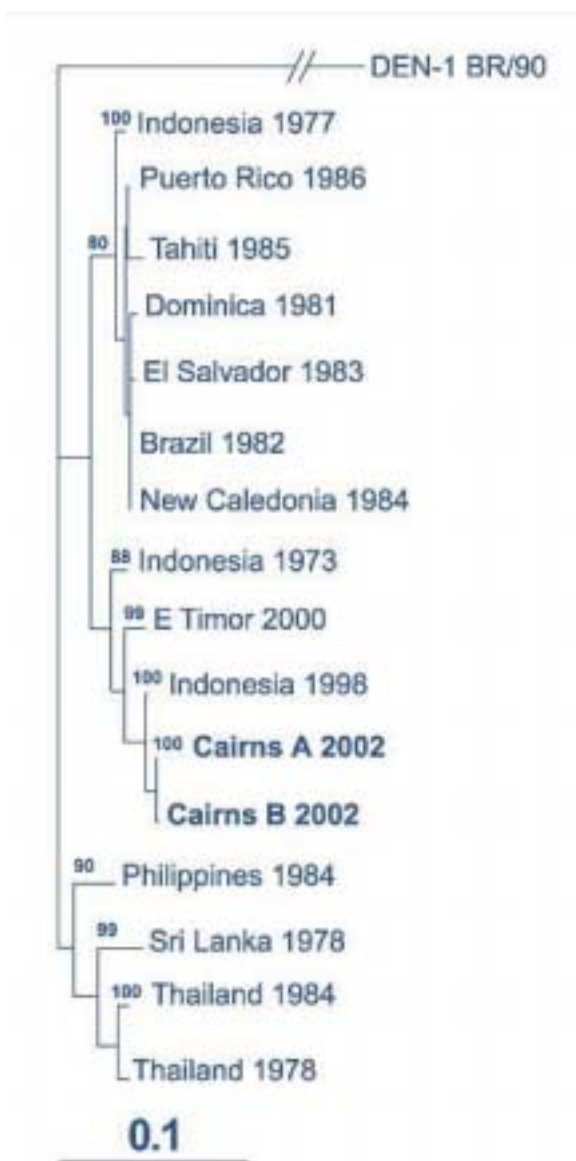 DEN-1 BR/90
100 Indonesia 1977
Puerto Rico 1986
80
Tahiti 1985
Dominica 1981
El Salvador 1983
Brazil 1982
New Caledonia 1984
88 Indonesia 1973
99 E Timor 2000
100 Indonesia 1998
100 Cairns A 2002
Cairns B 2002
90 Philippines 1984
99 Sri Lanka 1978
100 Thailand 1984
Thailand 1978
0.1